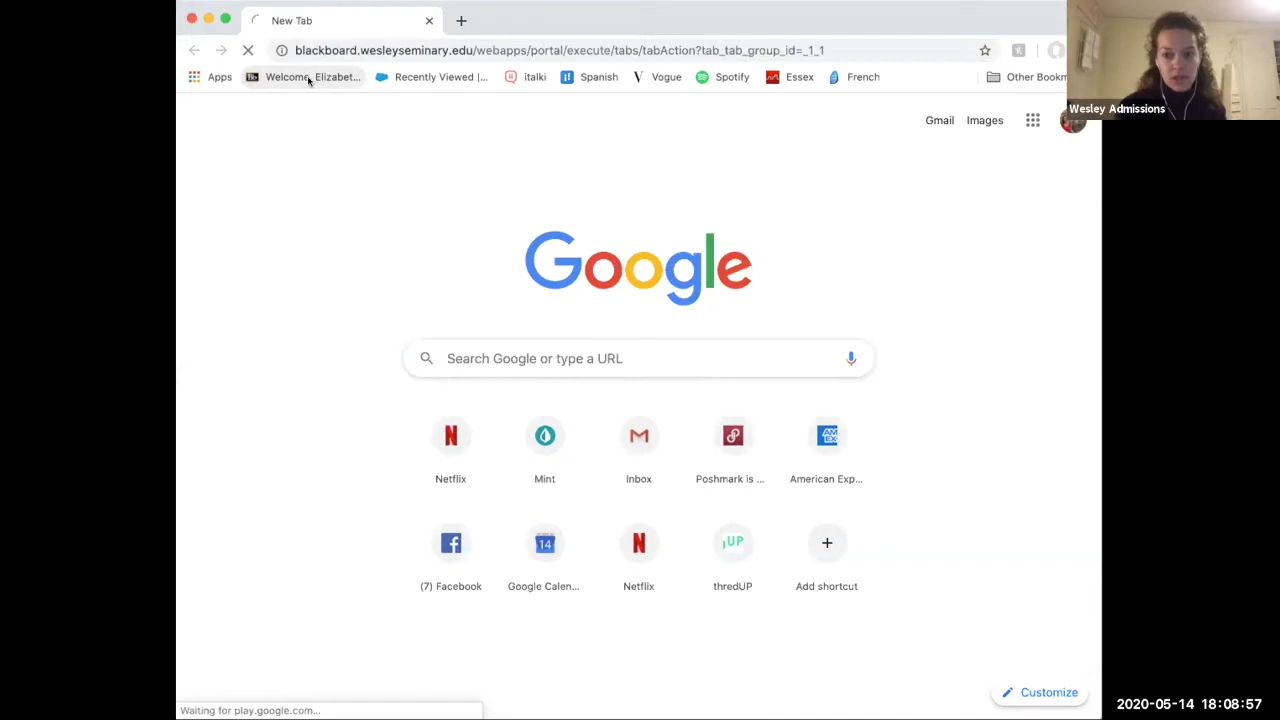 New Tab
blackboard.wesleyseminary.edu/webapps/portal/execute/tabs/tabAction?tab_tab_group_id=_1_1
Apps Welcome, Elizabet... Recently Viewed |... italki Spanish Vogue Spotify Essex French Other Bookm
Wesley Admissions
Gmail Images
Google
Search Google or type a URL
Netflix Mint Inbox Poshmark is ... American Exp...
(7) Facebook Google Calen... Netflix thredUP Add shortcut
Customize
Waiting for play.google.com...
2020-05-14 18:08:57